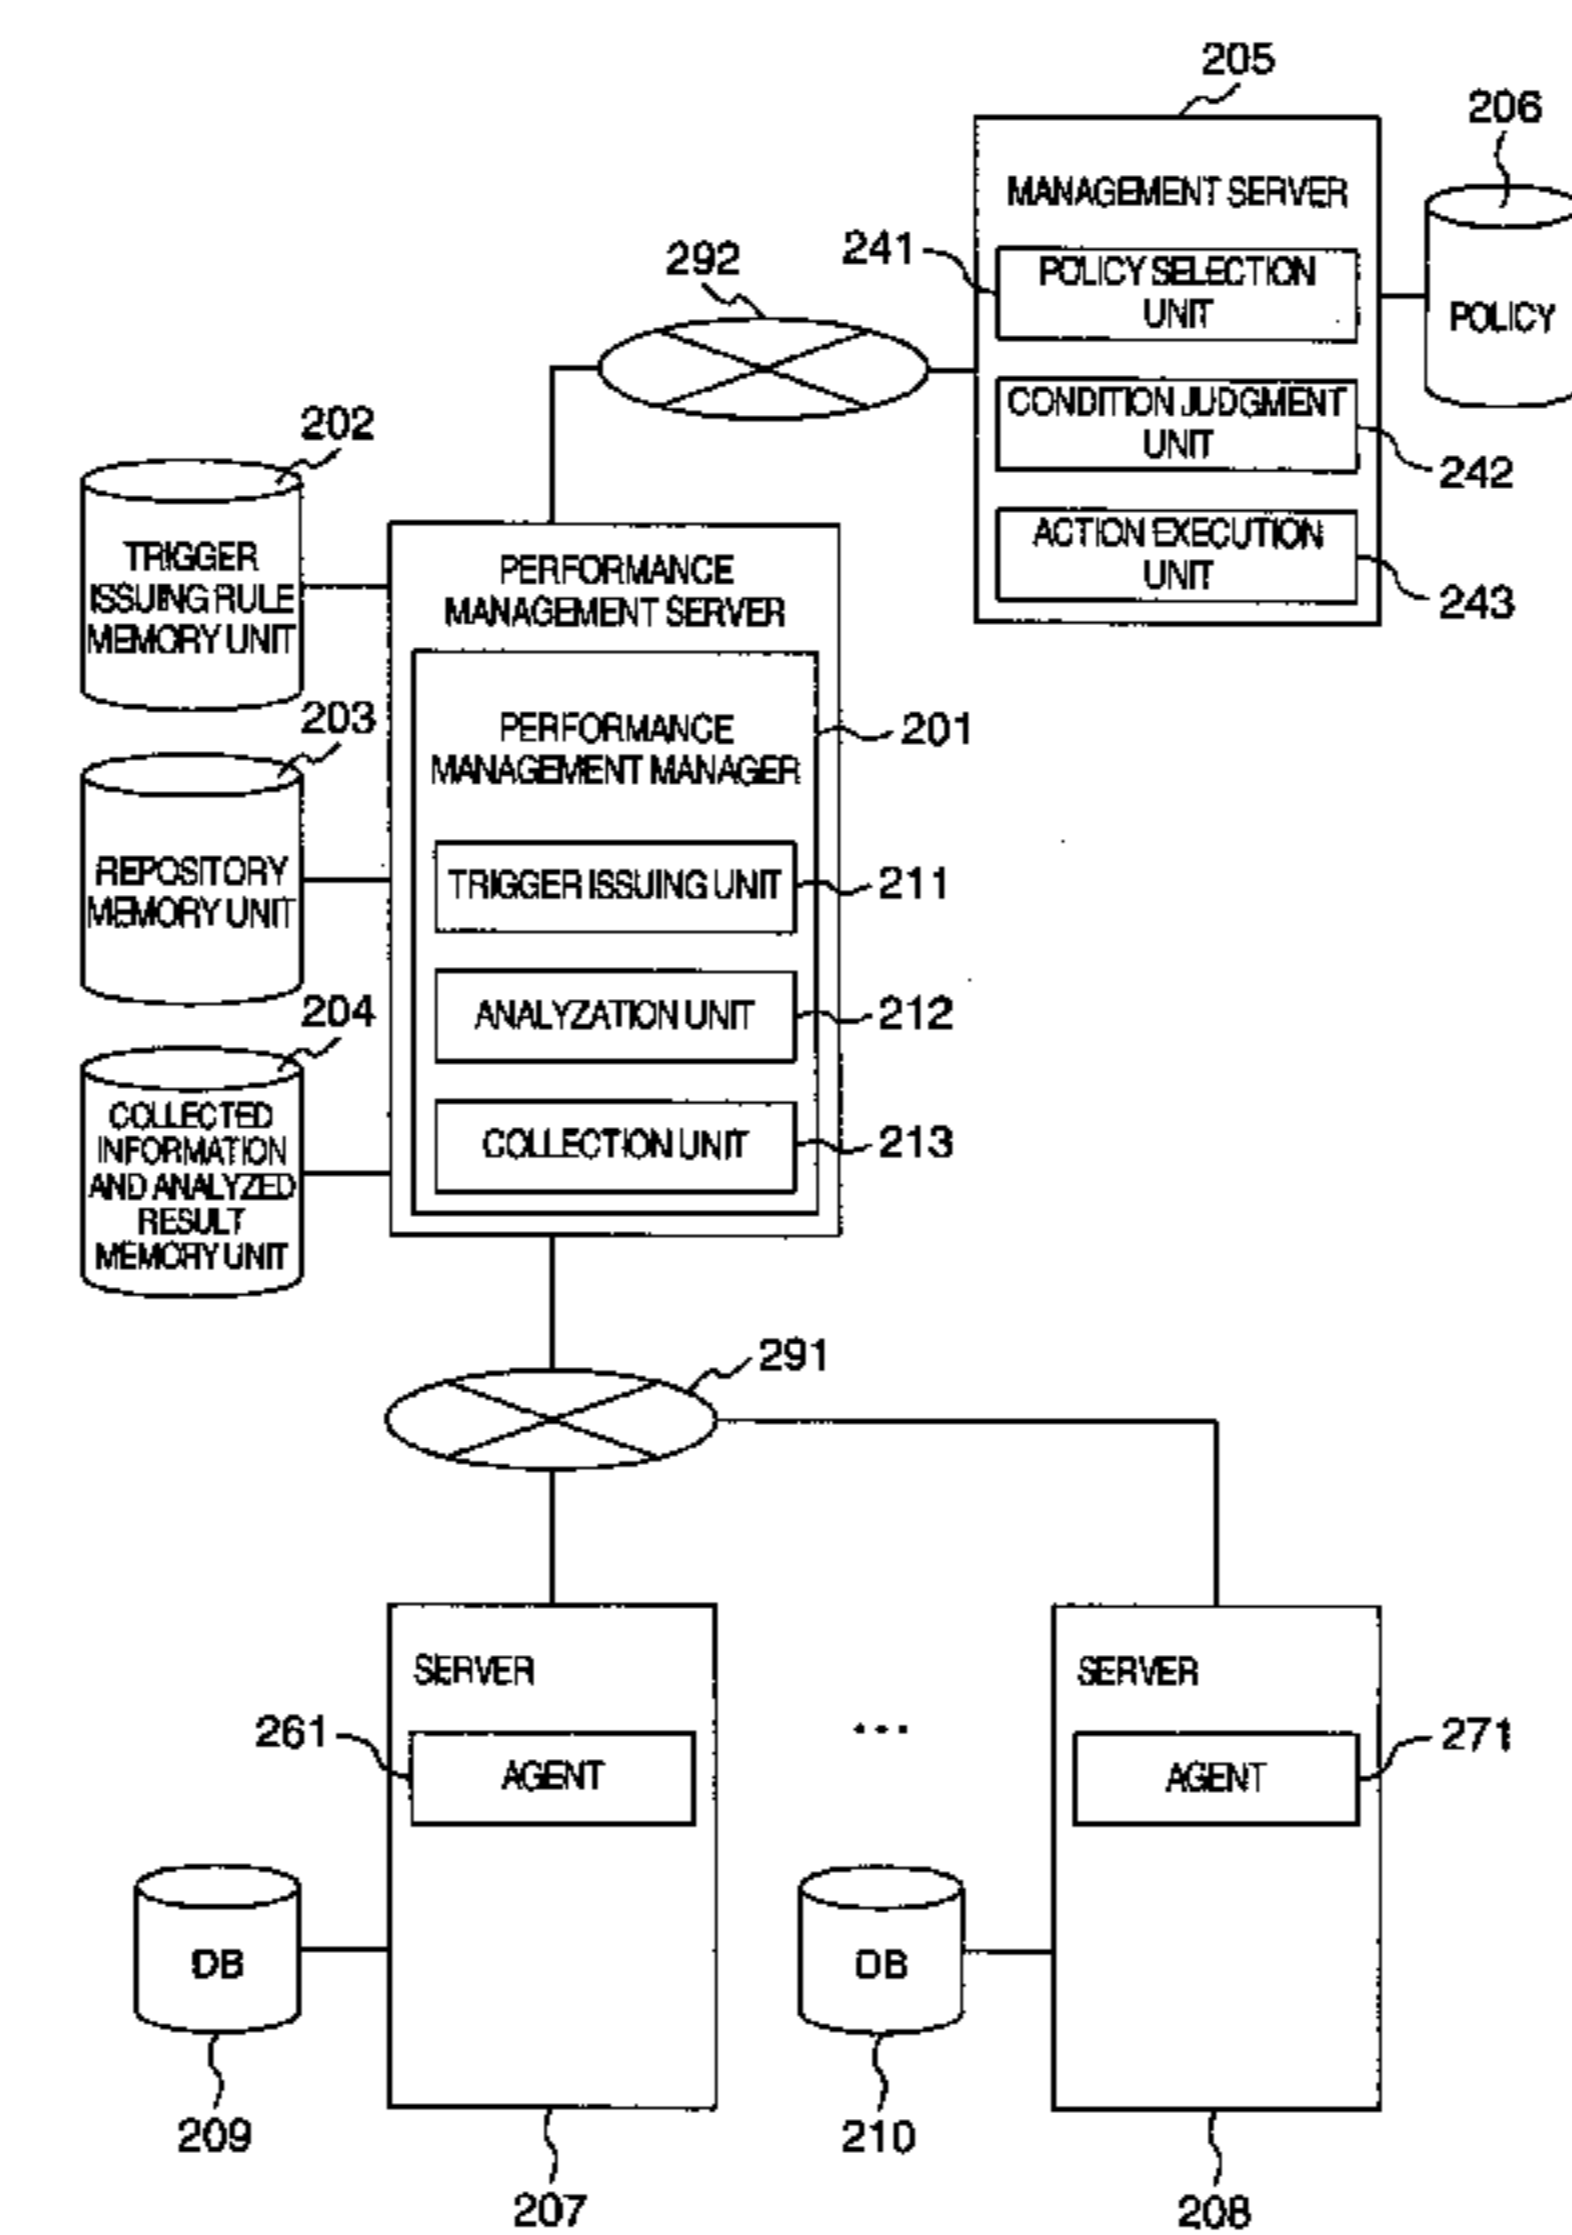 205
206
MANAGEMENT SERVER
241
POLICY SELECTION
UNIT
292
POLICY
CONDITION JUDGMENT
UNIT
242
ACTION EXECUTION
UNIT
243
202
TRIGGER
ISSUING RULE
MEMORY UNIT
PERFORMANCE
MANAGEMENT SERVER
203
REPOSITORY
MEMORY UNIT
PERFORMANCE
MANAGEMENT MANAGER
201
TRIGGER ISSUING UNIT
211
204
COLLECTED
INFORMATION
AND ANALYZED
RESULT
MEMORY UNIT
ANALYZATION UNIT
212
COLLECTION UNIT
213
291
SERVER
261
AGENT
...
SERVER
AGENT
271
DB
209
207
DB
210
208